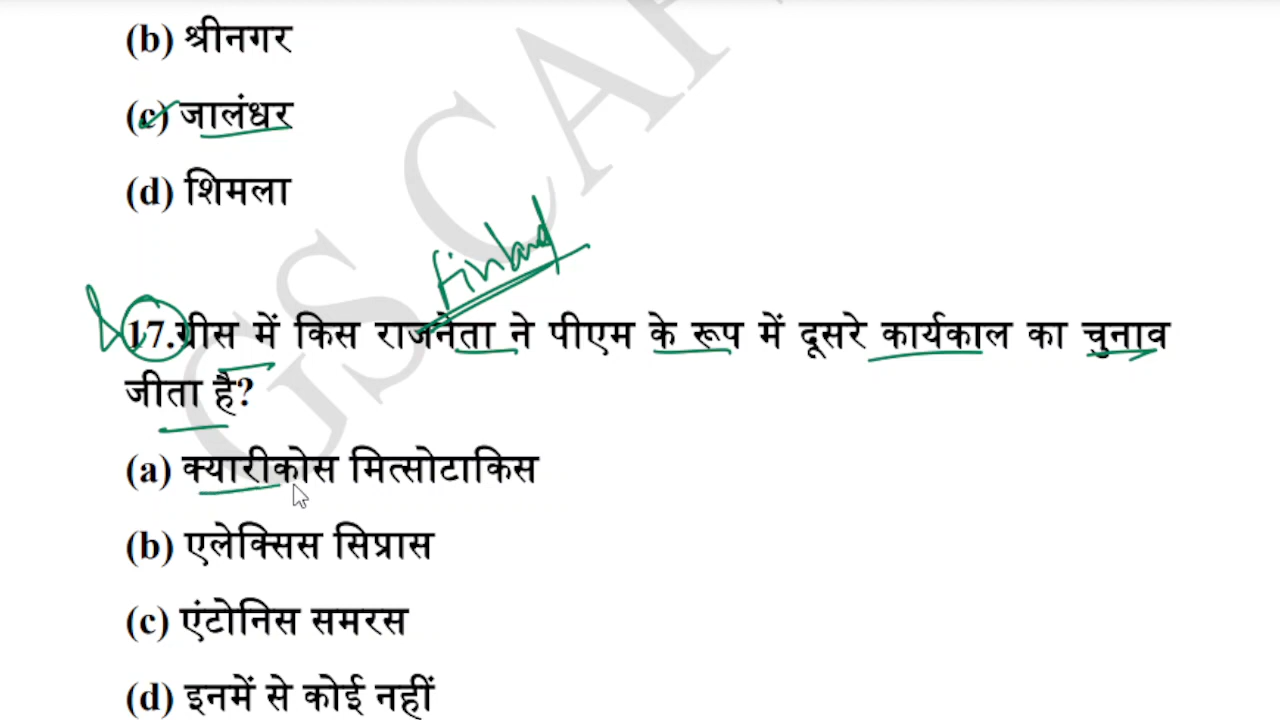 (b) श्रीनगर
(c) जालंधर
(d) शिमला
Finland
17.ग्रीस में किस राजनेता ने पीएम के रूप में दूसरे कार्यकाल का चुनाव
जीता है?
(a) क्यारीकोस मित्सोटाकिस
(b) एलेक्सिस सिप्रास
(c) एंटोनिस समरस
(d) इनमें से कोई नहीं